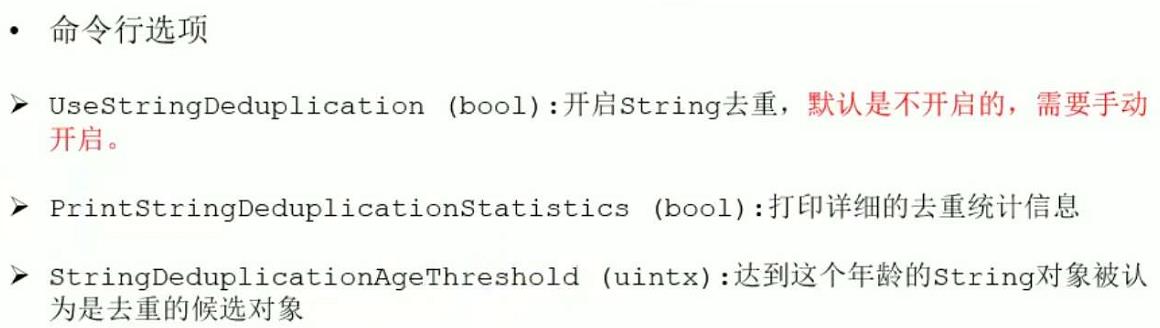 • 命令行选项
➢ UseStringDeduplication (bool):开启String去重，默认是不开启的，需要手动
开启。
➢ PrintStringDeduplicationStatistics (bool):打印详细的去重统计信息
➢ StringDeduplicationAgeThreshold (uintx):达到这个年龄的String对象被认
为是去重的候选对象